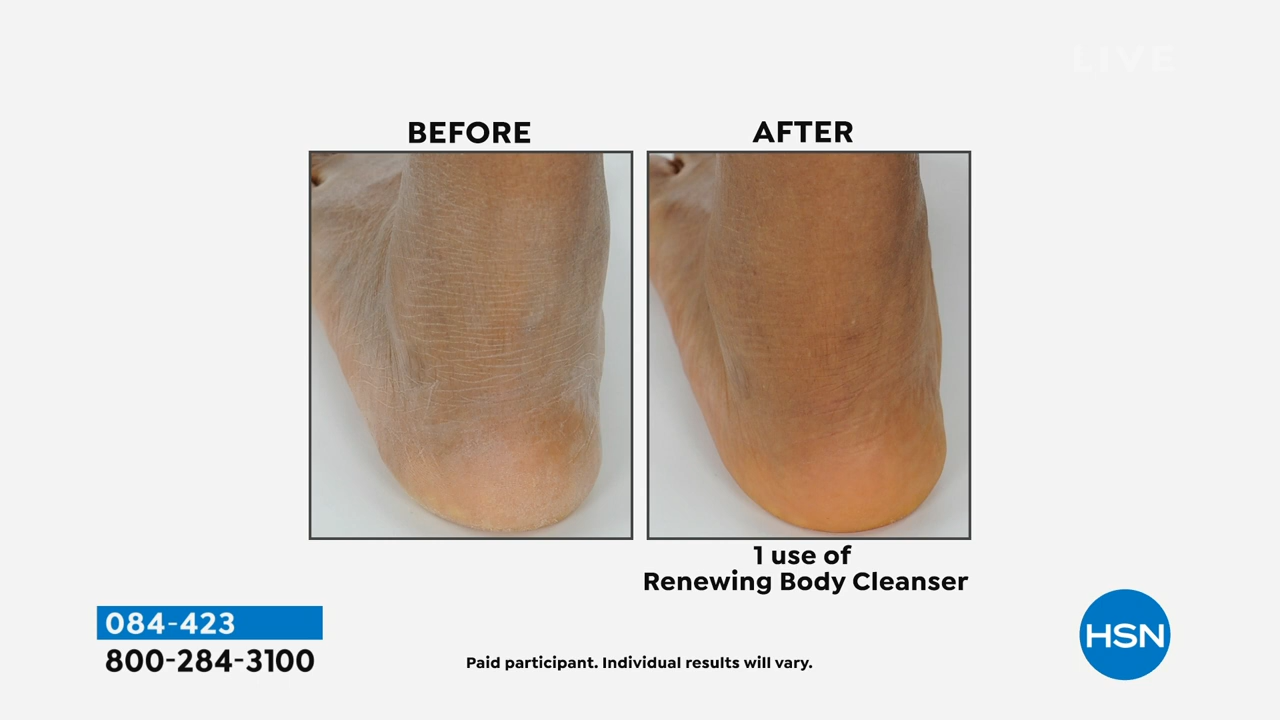 LIVE
BEFORE
AFTER
1 use of
Renewing Body Cleanser
084-423
800-284-3100
Paid participant. Individual results will vary.
HSN